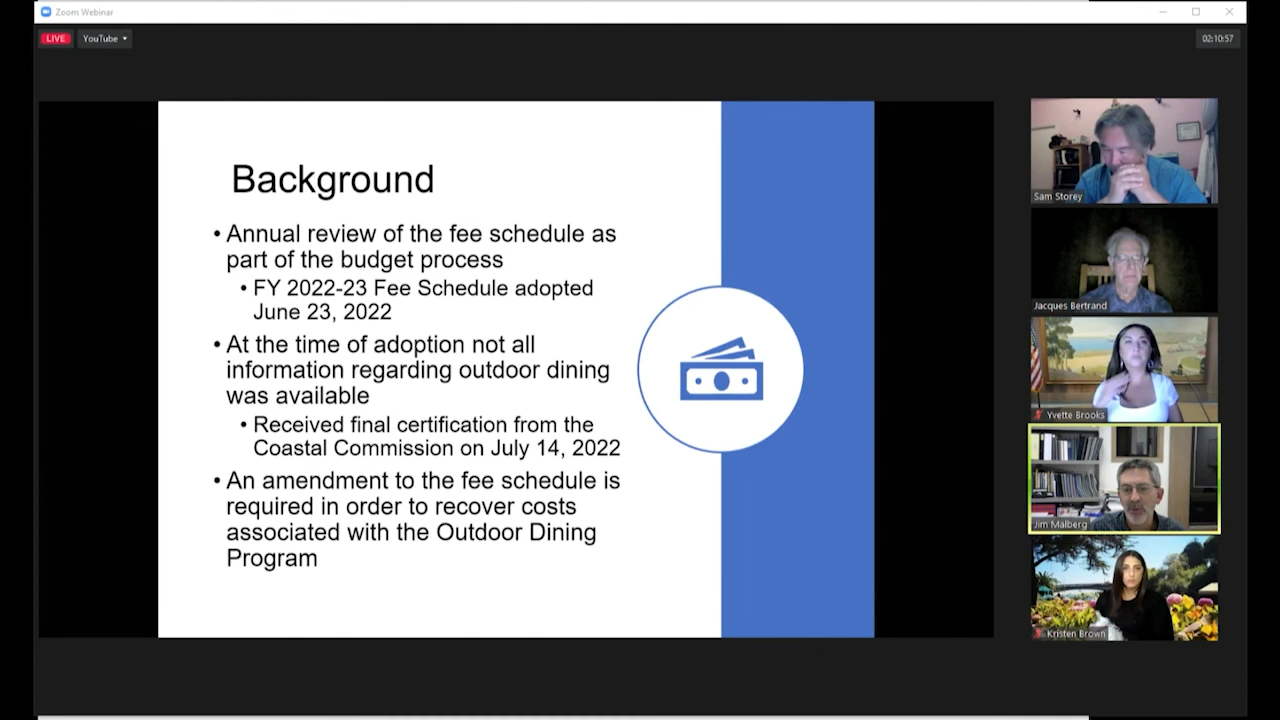 Zoom Webinar
LIVE
YouTube
02:10:57
Background
• Annual review of the fee schedule as
part of the budget process
• FY 2022-23 Fee Schedule adopted
June 23, 2022
• At the time of adoption not all
information regarding outdoor dining
was available
• Received final certification from the
Coastal Commission on July 14, 2022
• An amendment to the fee schedule is
required in order to recover costs
associated with the Outdoor Dining
Program
Sam Storey
Jacques Bertrand
Yvette Brooks
Jim Malberg
Kristen Brown